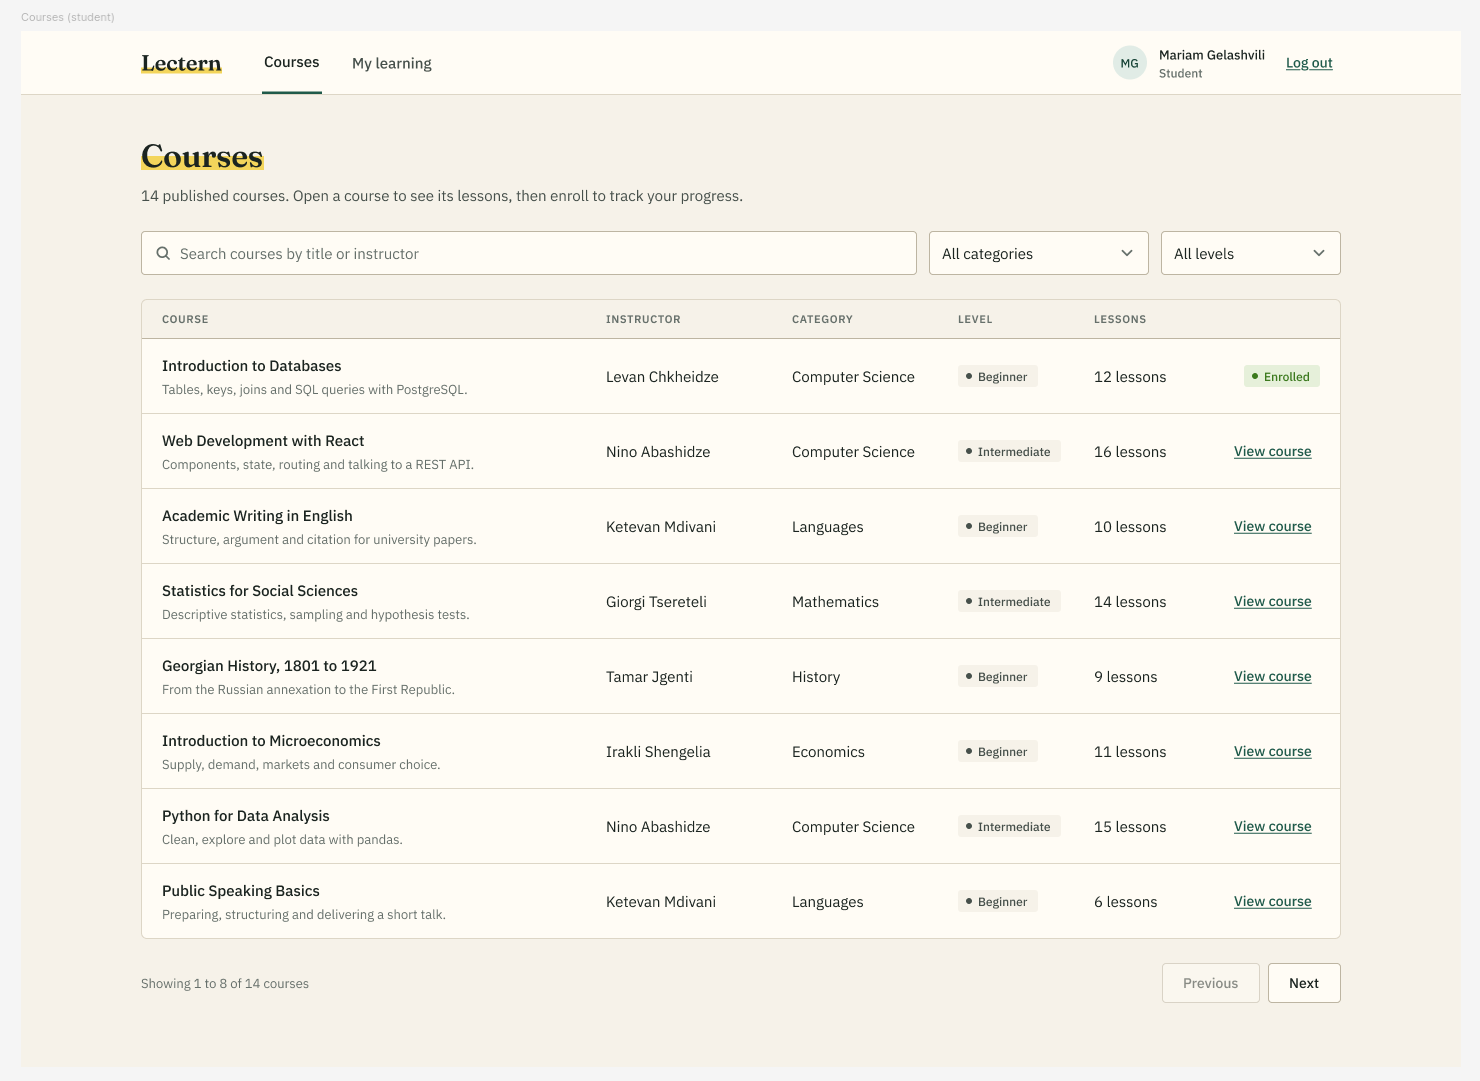 Courses (student)
Lectern
Courses
My learning
MG
Mariam Gelashvili
Student
Log out
Courses
14 published courses. Open a course to see its lessons, then enroll to track your progress.
Search courses by title or instructor
All categories
All levels
COURSE INSTRUCTOR CATEGORY LEVEL LESSONS
Introduction to Databases
Tables, keys, joins and SQL queries with PostgreSQL.
Levan Chkheidze Computer Science Beginner 12 lessons Enrolled
Web Development with React
Components, state, routing and talking to a REST API.
Nino Abashidze Computer Science Intermediate 16 lessons View course
Academic Writing in English
Structure, argument and citation for university papers.
Ketevan Mdivani Languages Beginner 10 lessons View course
Statistics for Social Sciences
Descriptive statistics, sampling and hypothesis tests.
Giorgi Tsereteli Mathematics Intermediate 14 lessons View course
Georgian History, 1801 to 1921
From the Russian annexation to the First Republic.
Tamar Jgenti History Beginner 9 lessons View course
Introduction to Microeconomics
Supply, demand, markets and consumer choice.
Irakli Shengelia Economics Beginner 11 lessons View course
Python for Data Analysis
Clean, explore and plot data with pandas.
Nino Abashidze Computer Science Intermediate 15 lessons View course
Public Speaking Basics
Preparing, structuring and delivering a short talk.
Ketevan Mdivani Languages Beginner 6 lessons View course
Showing 1 to 8 of 14 courses
Previous
Next